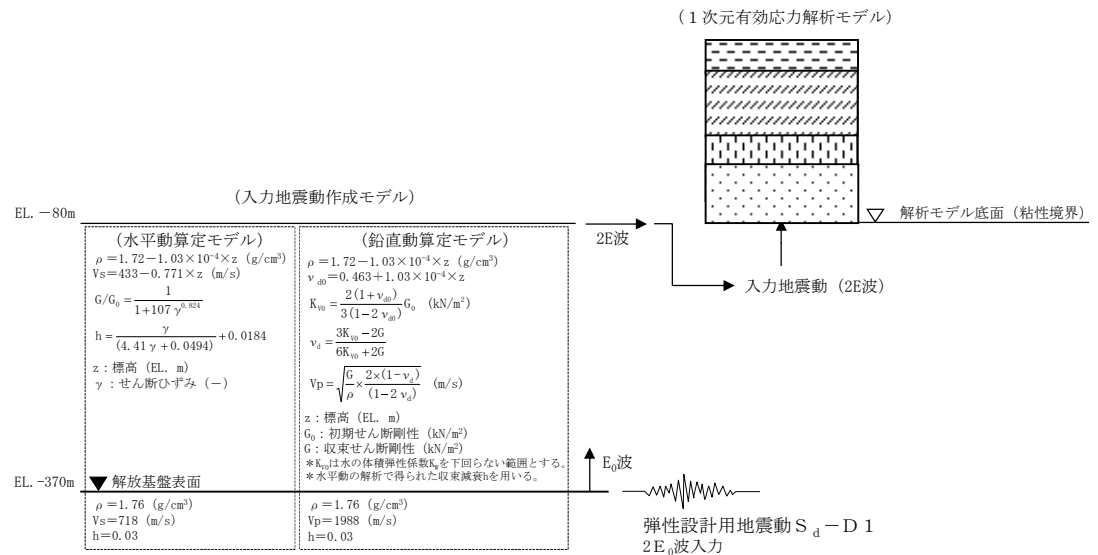 (1次元有効応力解析モデル)
(入力地震動作成モデル)
EL. -80m
2E波
解析モデル底面 (粘性境界)
入力地震動 (2E波)
(水平動算定モデル)
ρ=1.72-1.03×10⁻⁴×z (g/cm³)
Vs=433-0.771×z (m/s)
G/G₀ = 1/(1+107 γ^0.824)
h = γ/(4.41 γ+0.0494) +0.0184
z:標高 (EL. m)
γ:せん断ひずみ (-)
(鉛直動算定モデル)
ρ=1.72-1.03×10⁻⁴×z (g/cm³)
ν_d0=0.463+1.03×10⁻⁴×z
K_V0 = 2(1+ν_d0)/3(1-2 ν_d0) G₀ (kN/m²)
ν_d = (3K_V0-2G)/(6K_V0+2G)
Vp = √(G/ρ × 2×(1-ν_d)/(1-2 ν_d)) (m/s)
z:標高 (EL. m)
G₀:初期せん断剛性 (kN/m²)
G:収束せん断剛性 (kN/m²)
*K_V0は水の体積弾性係数K_wを下回らない範囲とする。
*水平動の解析で得られた収束減衰hを用いる。
E₀波
EL.-370m
解放基盤表面
ρ=1.76 (g/cm³)
Vs=718 (m/s)
h=0.03
ρ=1.76 (g/cm³)
Vp=1988 (m/s)
h=0.03
弾性設計用地震動S_d-D1
2E₀波入力